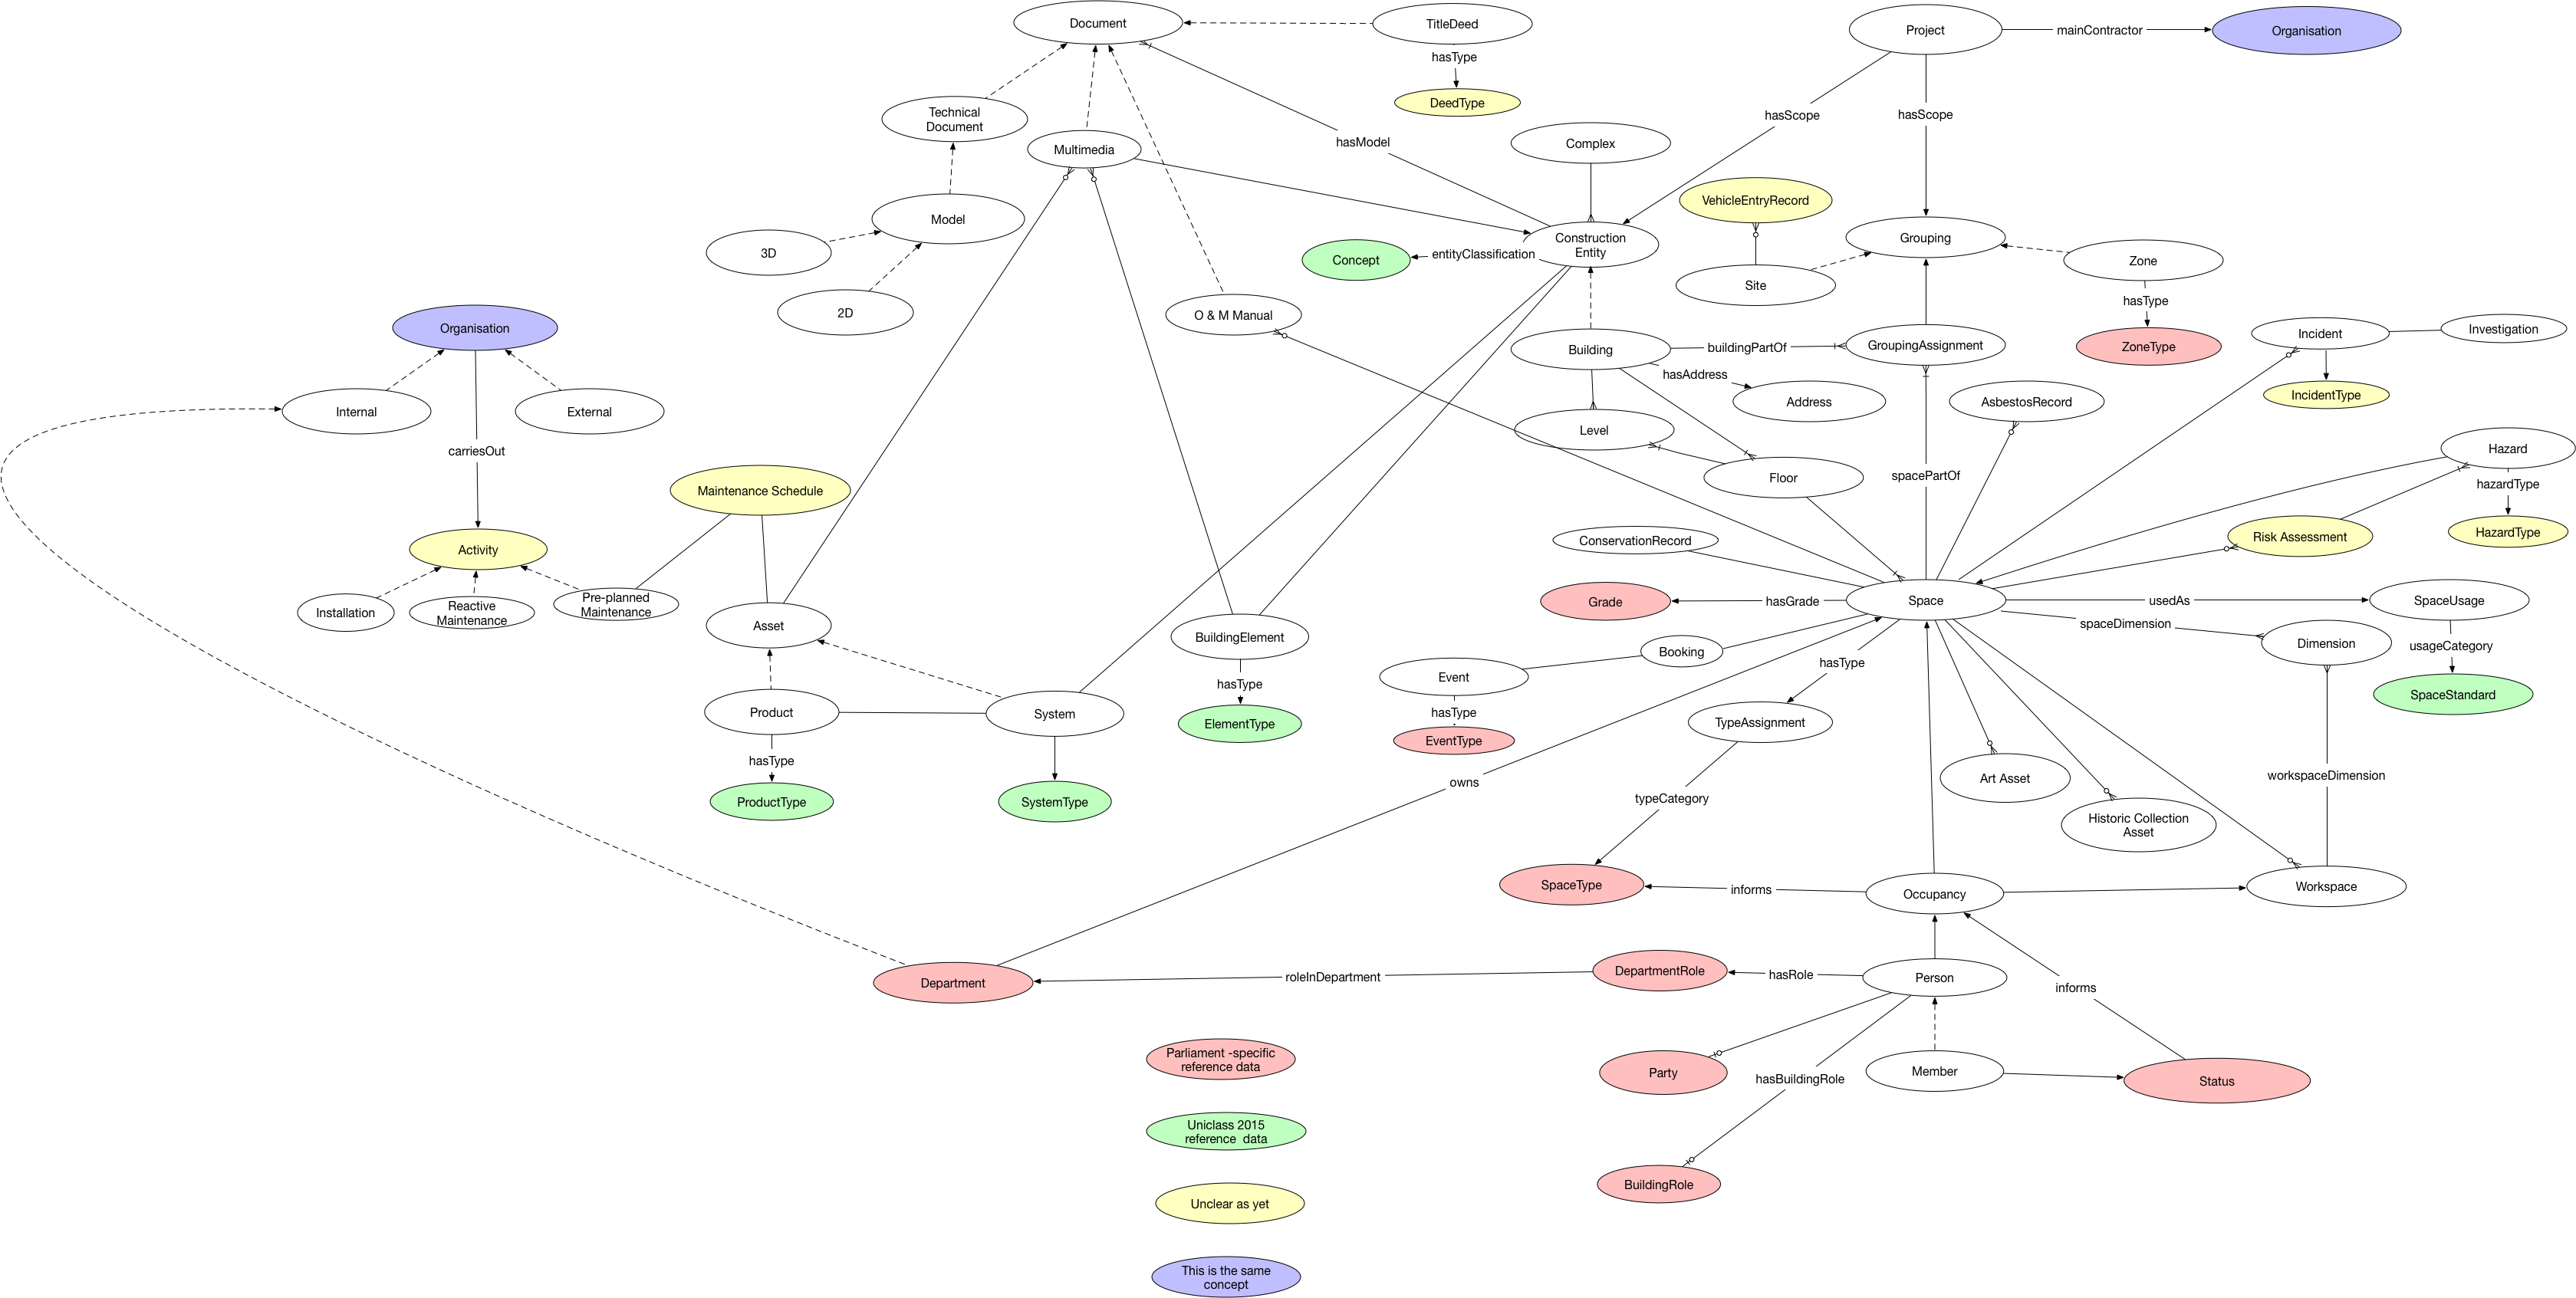 Document
TitleDeed
Project
mainContractor
Organisation
hasType
DeedType
Technical
Document
hasScope
hasScope
Multimedia
hasModel
Complex
VehicleEntryRecord
Model
3D
2D
Concept
entityClassification
Construction
Entity
Grouping
Site
Zone
hasType
ZoneType
O & M Manual
Organisation
Building
buildingPartOf
GroupingAssignment
Incident
Investigation
IncidentType
hasAddress
Address
AsbestosRecord
Internal
External
Level
carriesOut
Floor
spacePartOf
Hazard
hazardType
HazardType
Maintenance Schedule
Risk Assessment
Activity
ConservationRecord
Installation
Reactive
Maintenance
Pre-planned
Maintenance
Asset
BuildingElement
Grade
hasGrade
Space
usedAs
SpaceUsage
spaceDimension
Dimension
usageCategory
SpaceStandard
Booking
Event
hasType
hasType
EventType
hasType
ElementType
TypeAssignment
Product
System
hasType
ProductType
SystemType
owns
typeCategory
Art Asset
workspaceDimension
Historic Collection
Asset
SpaceType
informs
Occupancy
Workspace
Department
roleInDepartment
DepartmentRole
hasRole
Person
informs
Parliament -specific
reference data
Party
hasBuildingRole
Member
Status
Uniclass 2015
reference  data
BuildingRole
Unclear as yet
This is the same
concept